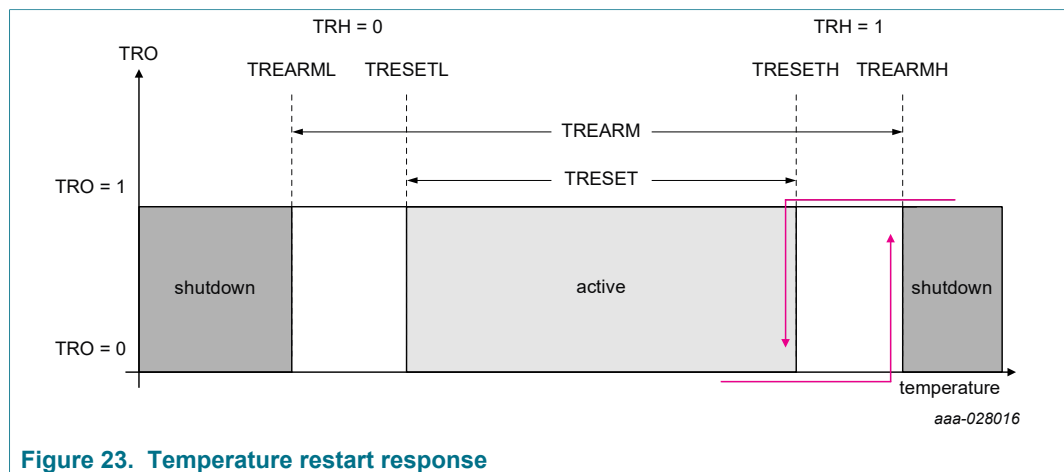 TRH = 0 TRH = 1
TRO
TREARML TRESETL TRESETH TREARMH
TREARM
TRESET
TRO = 1
shutdown active shutdown
TRO = 0
temperature
aaa-028016
Figure 23. Temperature restart response